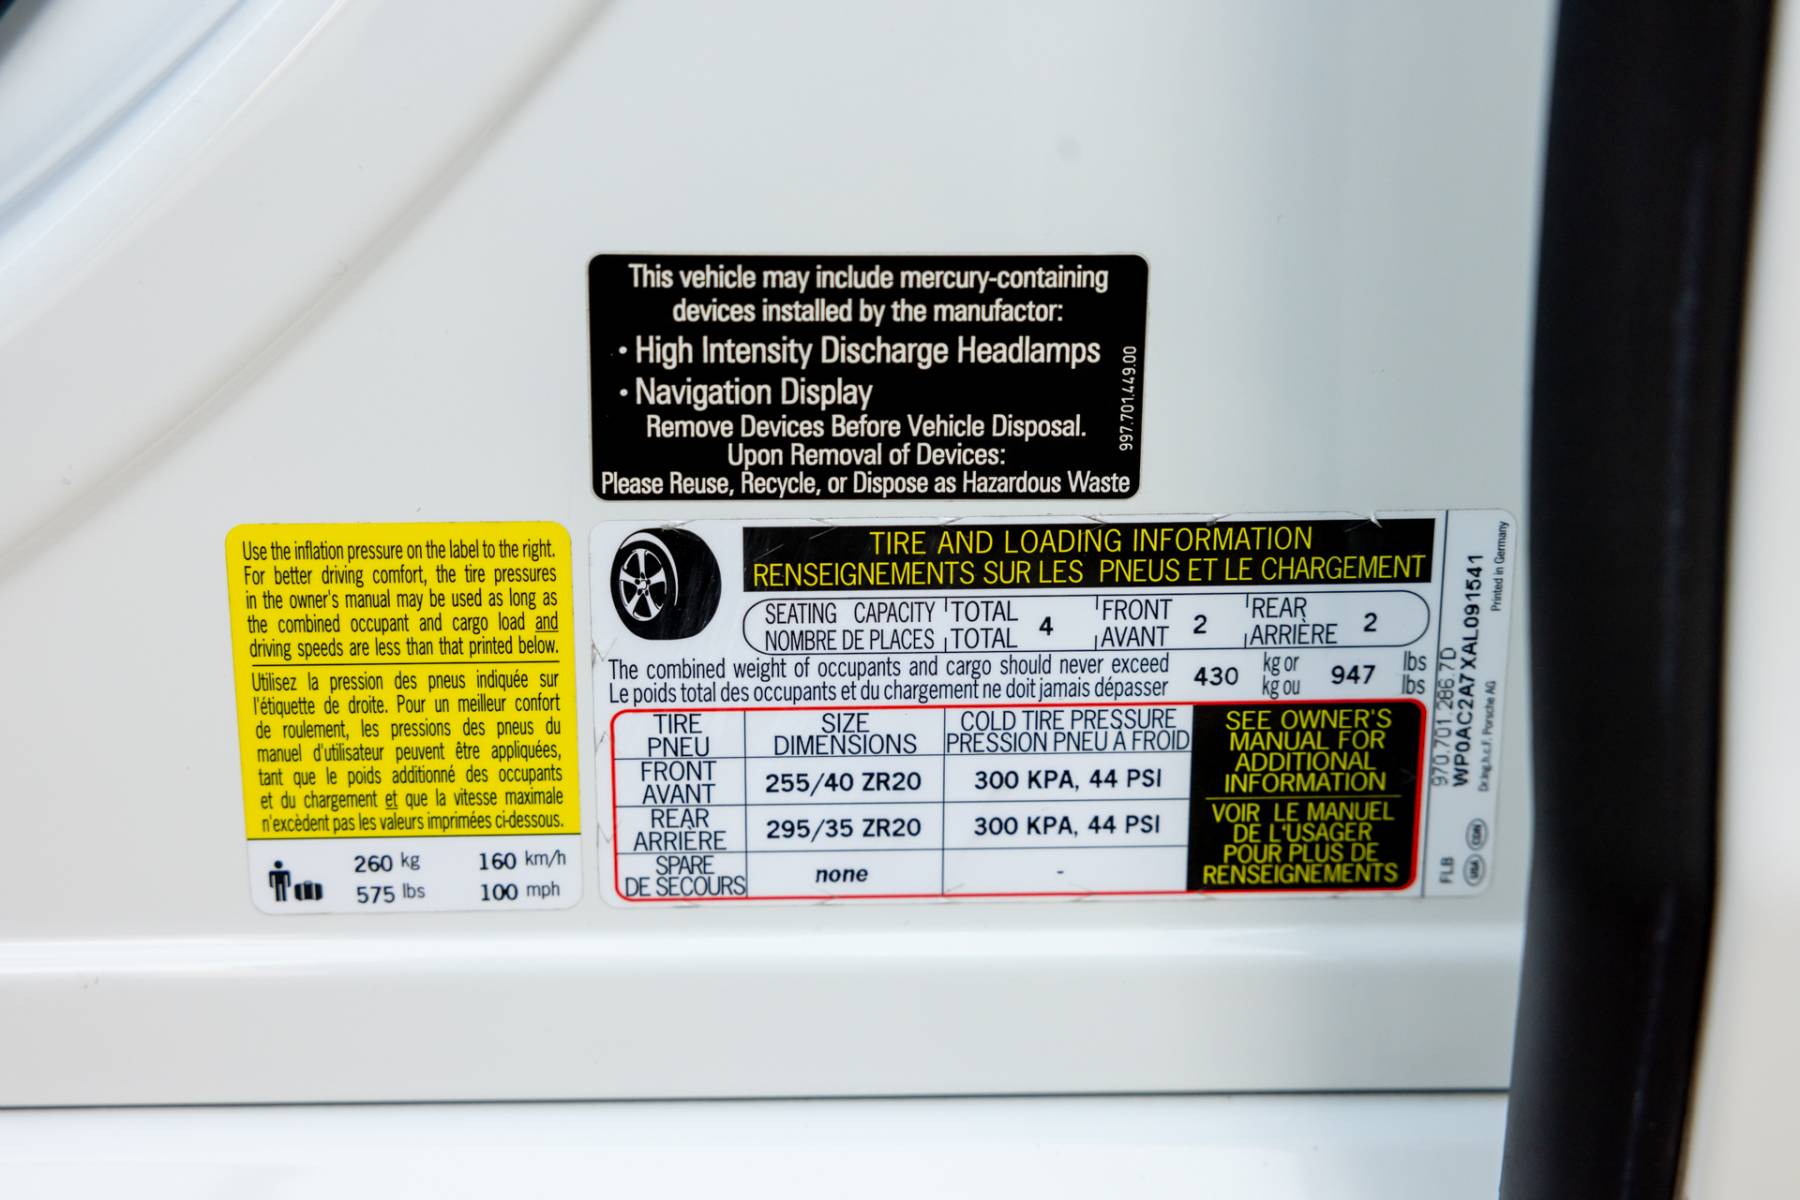 This vehicle may include mercury-containing
devices installed by the manufactor:
· High Intensity Discharge Headlamps
· Navigation Display
Remove Devices Before Vehicle Disposal.
Upon Removal of Devices:
Please Reuse, Recycle, or Dispose as Hazardous Waste
997.701.449.00
Use the inflation pressure on the label to the right.
For better driving comfort, the tire pressures
in the owner's manual may be used as long as
the combined occupant and cargo load and
driving speeds are less than that printed below.
Utilisez la pression des pneus indiquée sur
l'étiquette de droite. Pour un meilleur confort
de roulement, les pressions des pneus du
manuel d'utilisateur peuvent être appliquées,
tant que le poids additionné des occupants
et du chargement et que la vitesse maximale
n'excèdent pas les valeurs imprimées ci-dessous.
260 kg 160 km/h
575 lbs 100 mph
TIRE AND LOADING INFORMATION
RENSEIGNEMENTS SUR LES PNEUS ET LE CHARGEMENT
SEATING CAPACITY TOTAL 4 FRONT 2 REAR 2
NOMBRE DE PLACES TOTAL AVANT ARRIÈRE
The combined weight of occupants and cargo should never exceed 430 kg or 947 lbs
Le poids total des occupants et du chargement ne doit jamais dépasser kg ou lbs
TIRE SIZE COLD TIRE PRESSURE
PNEU DIMENSIONS PRESSION PNEU A FROID
FRONT
AVANT 255/40 ZR20 300 KPA, 44 PSI
REAR
ARRIÈRE 295/35 ZR20 300 KPA, 44 PSI
SPARE
DE SECOURS none -
SEE OWNER'S
MANUAL FOR
ADDITIONAL
INFORMATION
VOIR LE MANUEL
DE L'USAGER
POUR PLUS DE
RENSEIGNEMENTS
FLB 970.701.286.7D
WP0AC2A7XAL091541
USA CDN Dr.Ing.h.c.F. Porsche AG Printed in Germany